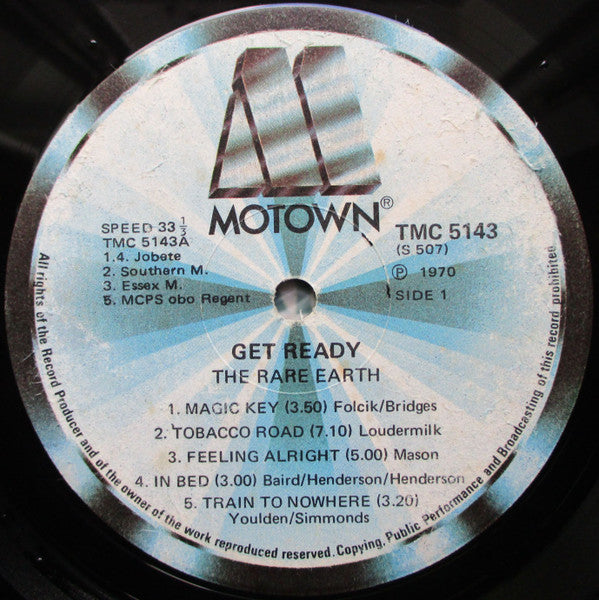 MOTOWN®
SPEED 33 1/3
TMC 5143A
1.4. Jobete
2. Southern M.
3. Essex M.
5. MCPS obo Regent
TMC 5143
(S 507)
Ⓟ 1970
SIDE 1
GET READY
THE RARE EARTH
1. MAGIC KEY (3.50) Folcik/Bridges
2. TOBACCO ROAD (7.10) Loudermilk
3. FEELING ALRIGHT (5.00) Mason
4. IN BED (3.00) Baird/Henderson/Henderson
5. TRAIN TO NOWHERE (3.20)
Youlden/Simmonds
All rights of the Record Producer and of the owner of the work reproduced reserved. Copying, Public Performance and Broadcasting of this record prohibited